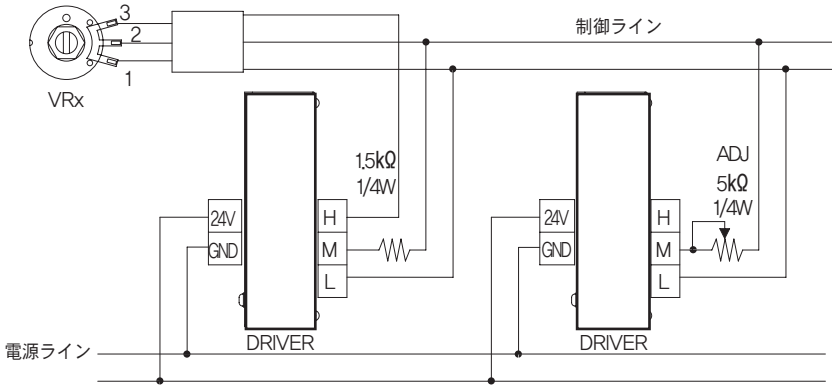 3
2
1
VRx
制御ライン
1.5kΩ
1/4W
ADJ
5kΩ
1/4W
24V
GND
H
M
L
24V
GND
H
M
L
DRIVER
DRIVER
電源ライン